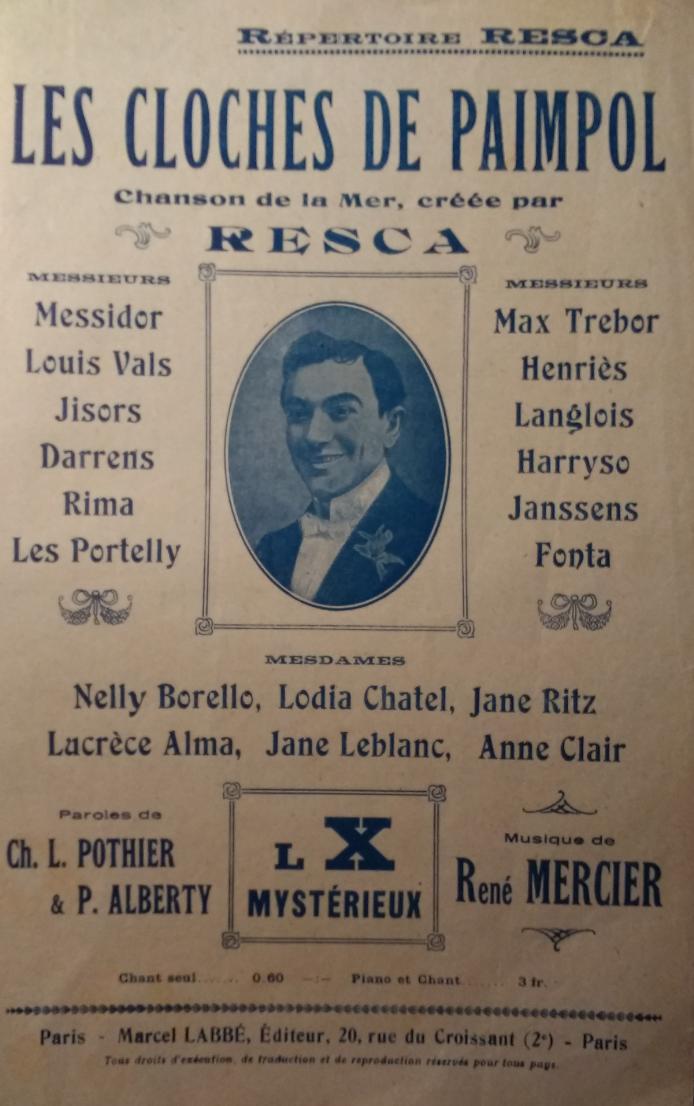 RÉPERTOIRE RESCA
LES CLOCHES DE PAIMPOL
Chanson de la Mer, créée par
RESCA
MESSIEURS
Messidor
Louis Vals
Jisors
Darrens
Rima
Les Portelly
MESSIEURS
Max Trebor
Henriès
Langlois
Harryso
Janssens
Fonta
MESDAMES
Nelly Borello, Lodia Chatel, Jane Ritz
Lucrèce Alma, Jane Leblanc, Anne Clair
Paroles de
Ch. L. POTHIER
& P. ALBERTY
L X
MYSTÉRIEUX
Musique de
René MERCIER
Chant seul....... 0.60 -:- Piano et Chant....... 3 fr.
Paris - Marcel LABBÉ, Éditeur, 20, rue du Croissant (2e) - Paris
Tous droits d'exécution, de traduction et de reproduction réservés pour tous pays.